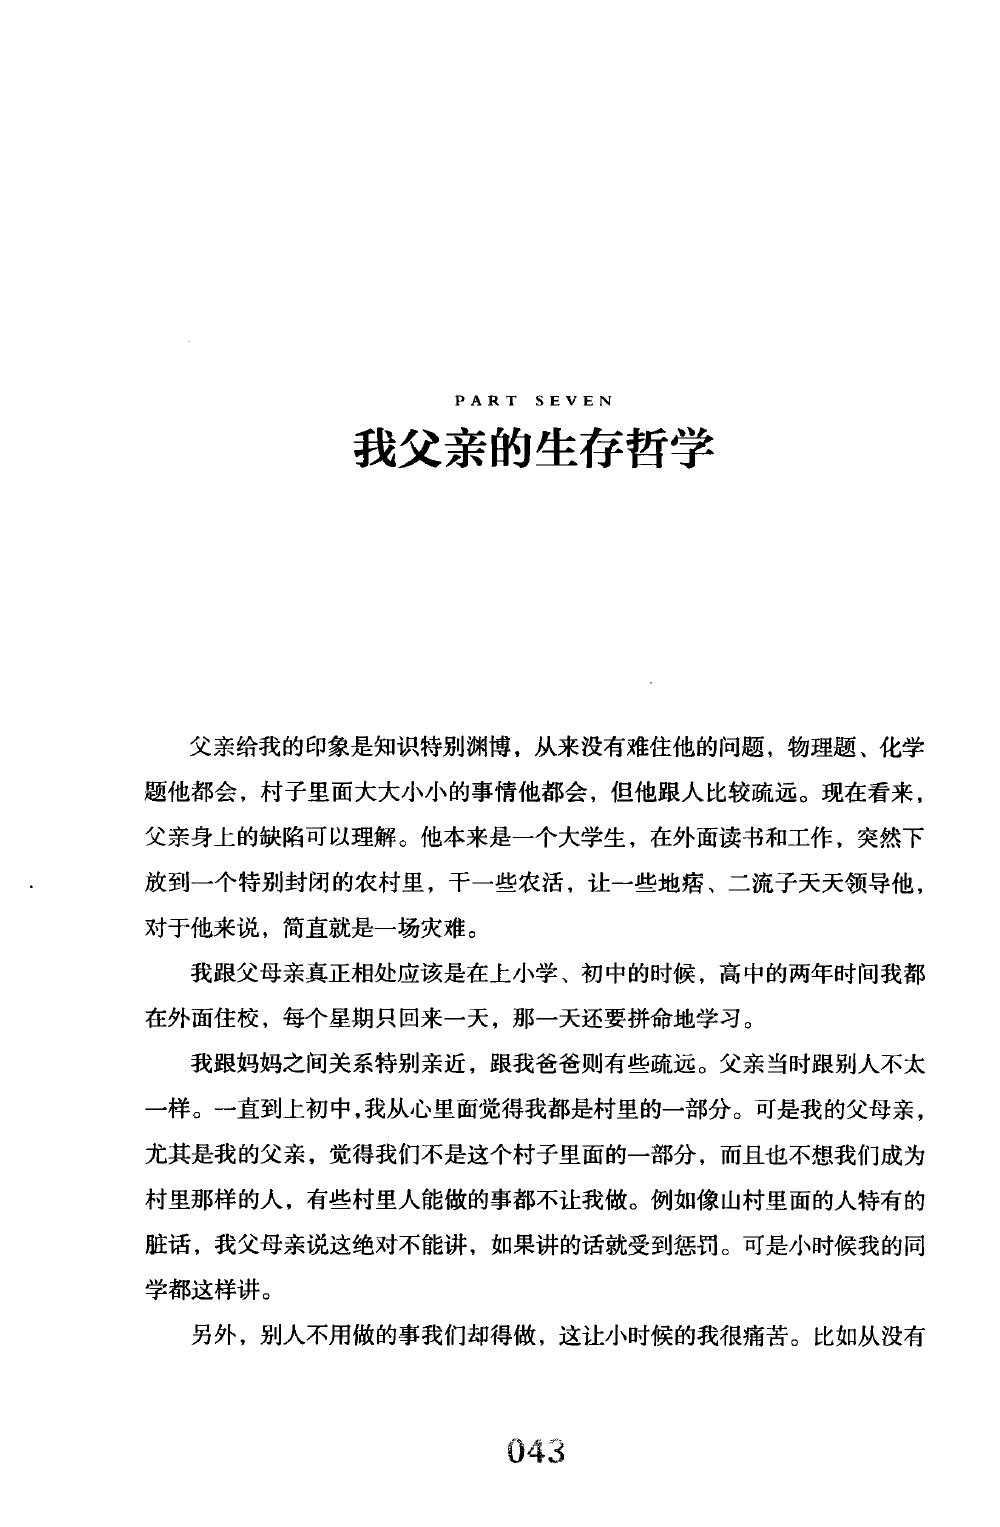 PART SEVEN
我父亲的生存哲学
父亲给我的印象是知识特别渊博，从来没有难住他的问题，物理题、化学
题他都会，村子里面大大小小的事情他都会，但他跟人比较疏远。现在看来，
父亲身上的缺陷可以理解。他本来是一个大学生，在外面读书和工作，突然下
放到一个特别封闭的农村里，干一些农活，让一些地痞、二流子天天领导他，
对于他来说，简直就是一场灾难。
我跟父母亲真正相处应该是在上小学、初中的时候，高中的两年时间我都
在外面住校，每个星期只回来一天，那一天还要拼命地学习。
我跟妈妈之间关系特别亲近，跟我爸爸则有些疏远。父亲当时跟别人不太
一样。一直到上初中，我从心里面觉得我都是村里的一部分。可是我的父母亲，
尤其是我的父亲，觉得我们不是这个村子里面的一部分，而且也不想我们成为
村里那样的人，有些村里人能做的事都不让我做。例如像山村里面的人特有的
脏话，我父母亲说这绝对不能讲，如果讲的话就受到惩罚。可是小时候我的同
学都这样讲。
另外，别人不用做的事我们却得做，这让小时候的我很痛苦。比如从没有
043